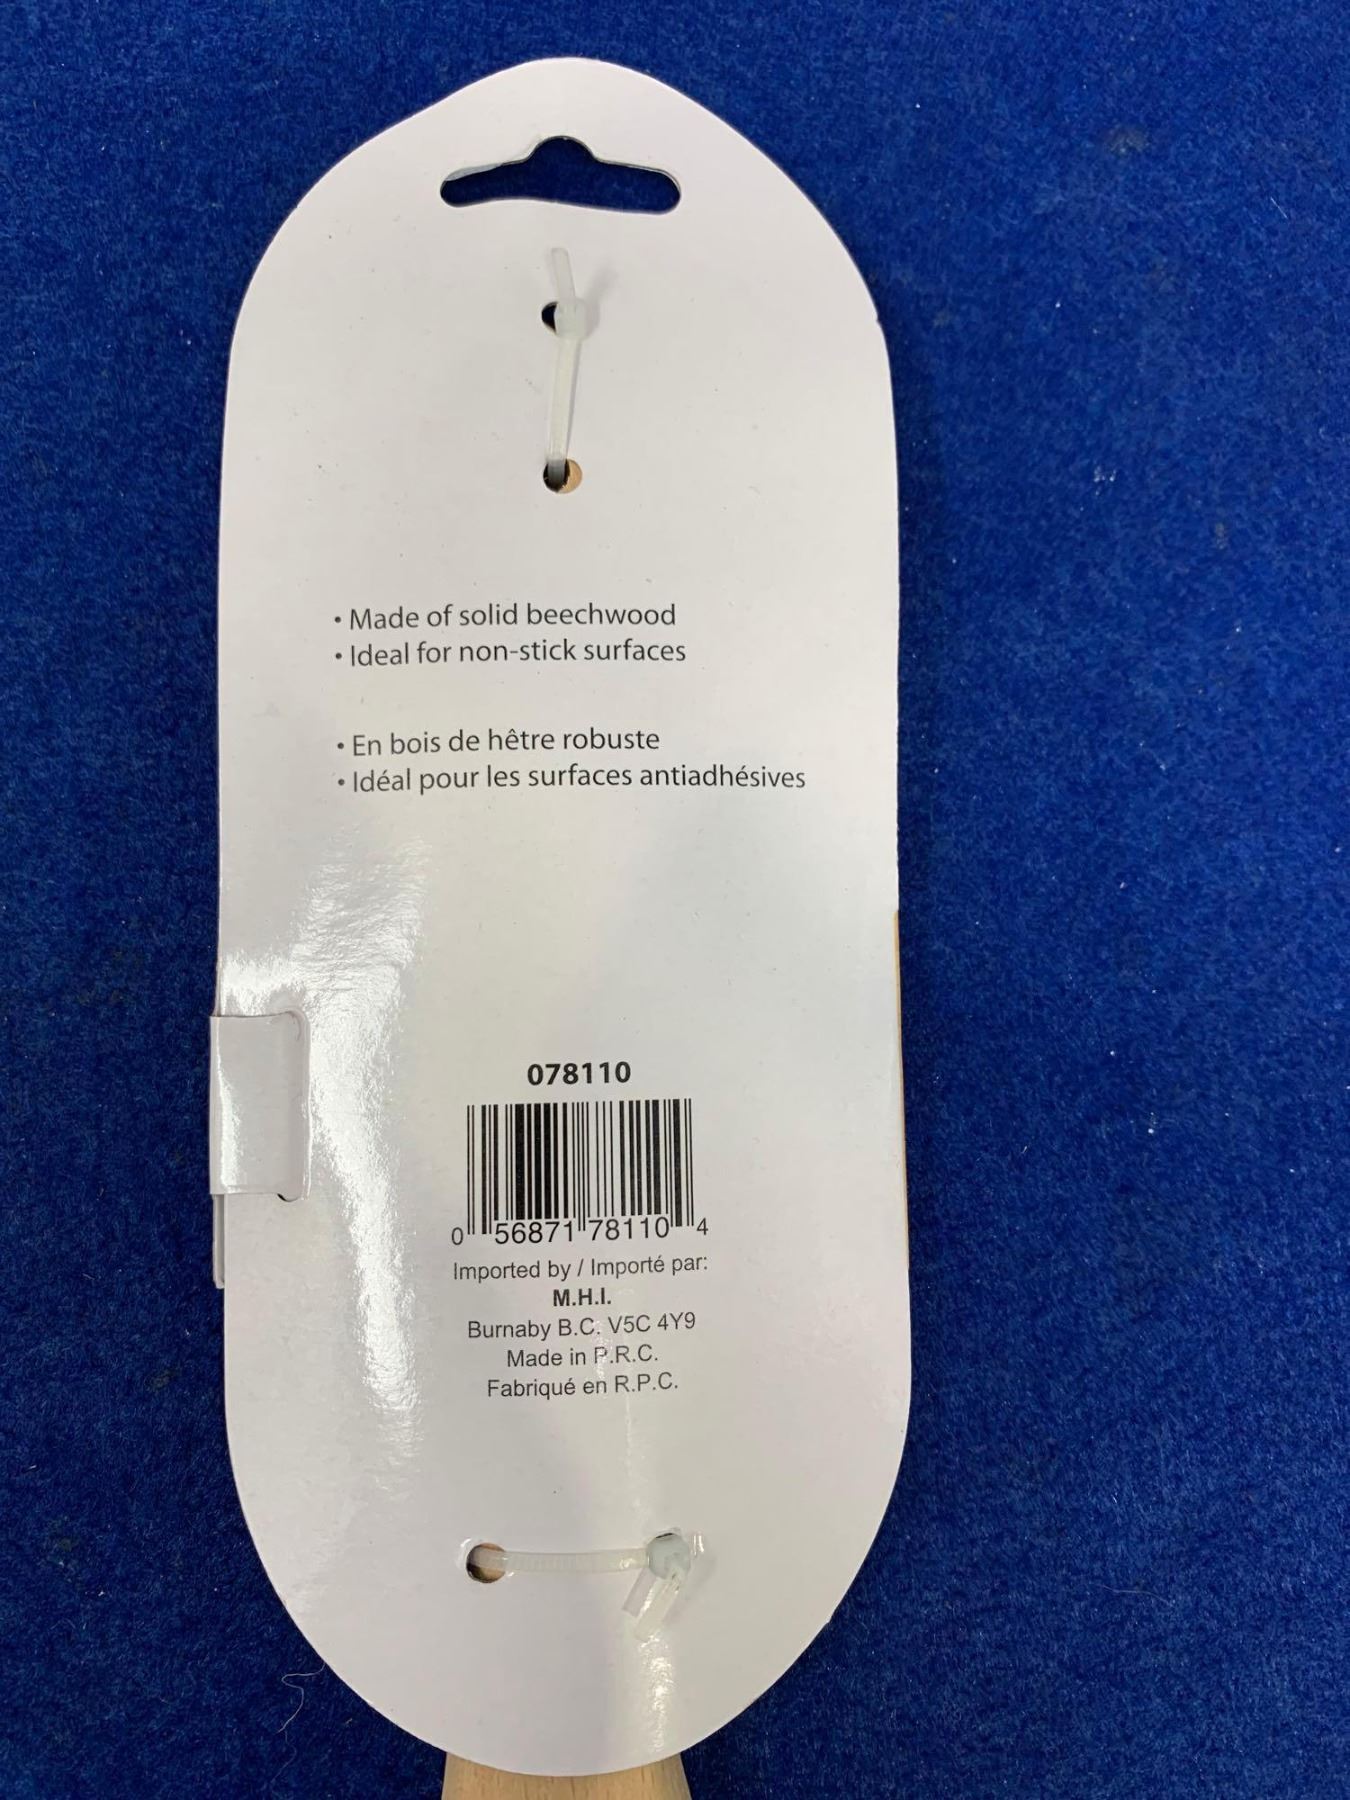 • Made of solid beechwood
• Ideal for non-stick surfaces
• En bois de hêtre robuste
• Idéal pour les surfaces antiadhésives
078110
0 56871 78110 4
Imported by / Importé par:
M.H.I.
Burnaby B.C. V5C 4Y9
Made in P.R.C.
Fabriqué en R.P.C.